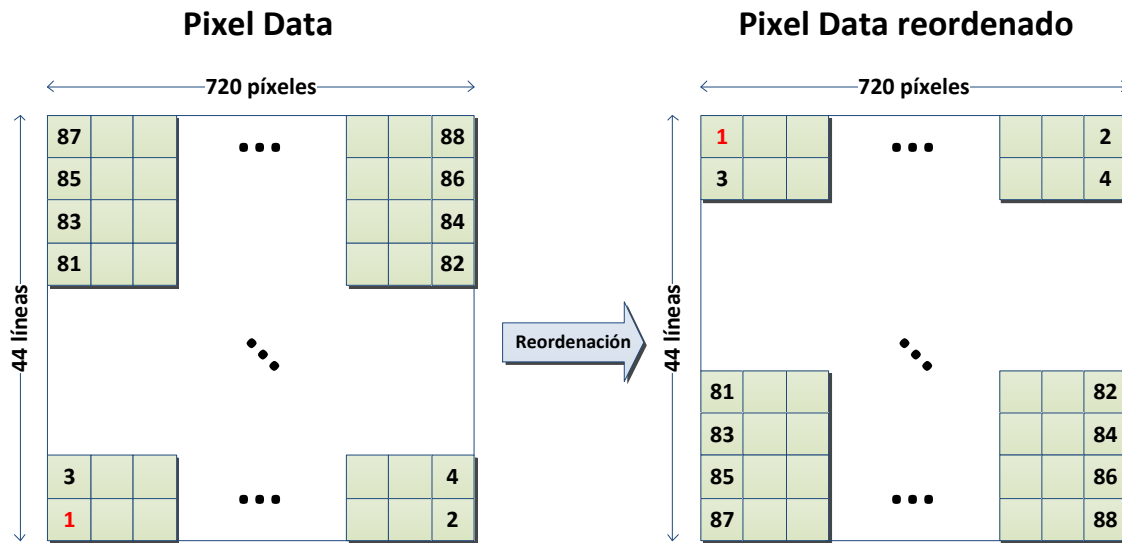 Pixel Data
720 píxeles
44 líneas
87 ... 88
85 86
83 84
81 82
3 4
1 ... 2
Reordenación
Pixel Data reordenado
720 píxeles
44 líneas
1 ... 2
3 4
81 82
83 84
85 86
87 ... 88